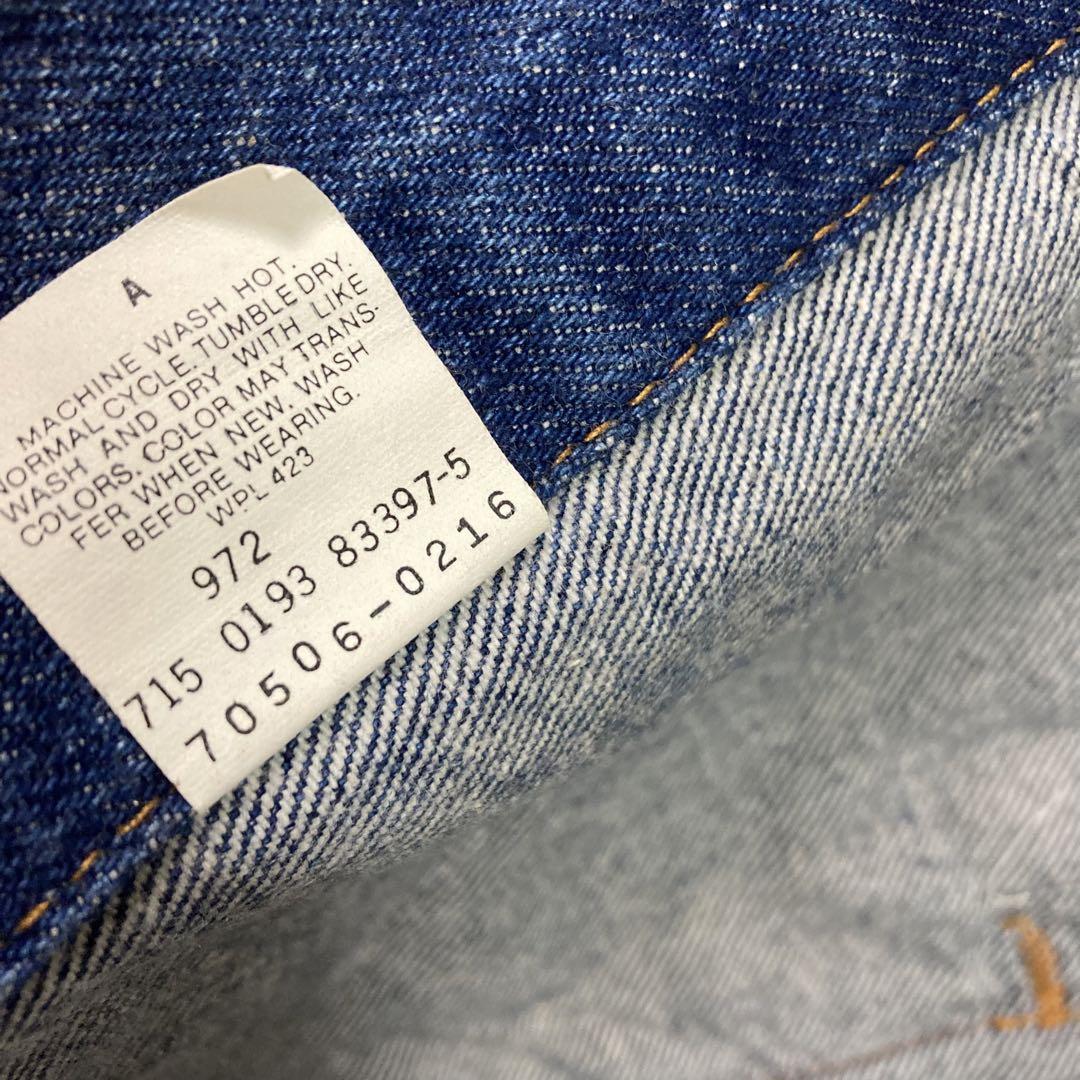 A
MACHINE WASH HOT.
NORMAL CYCLE. TUMBLE DRY.
WASH AND DRY WITH LIKE
COLORS. COLOR MAY TRANS-
FER WHEN NEW. WASH
BEFORE WEARING.
WPL 423
972
715 0193 83397-5
70506-0216